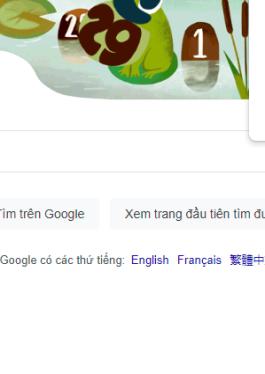 29
1
Tìm trên Google
Xem trang đầu tiên tìm đư
Google có các thứ tiếng: English Français 繁體中